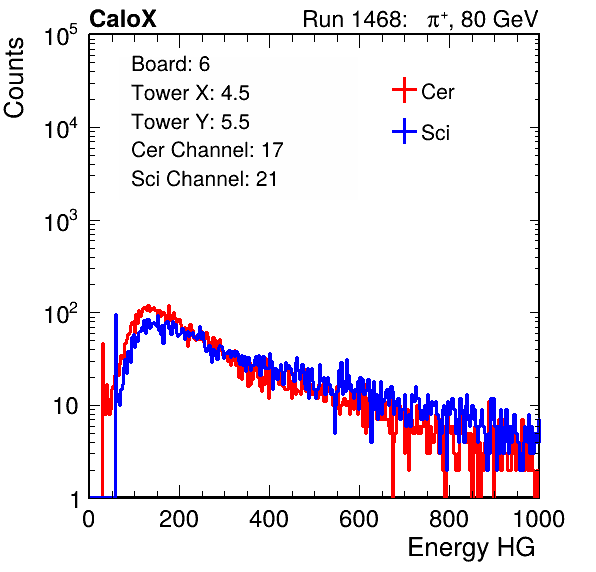 CaloX Run 1468: π⁺, 80 GeV
Board: 6
Tower X: 4.5
Tower Y: 5.5
Cer Channel: 17
Sci Channel: 21
Cer
Sci
Counts
10⁵
10⁴
10³
10²
10
1
0 200 400 600 800 1000
Energy HG